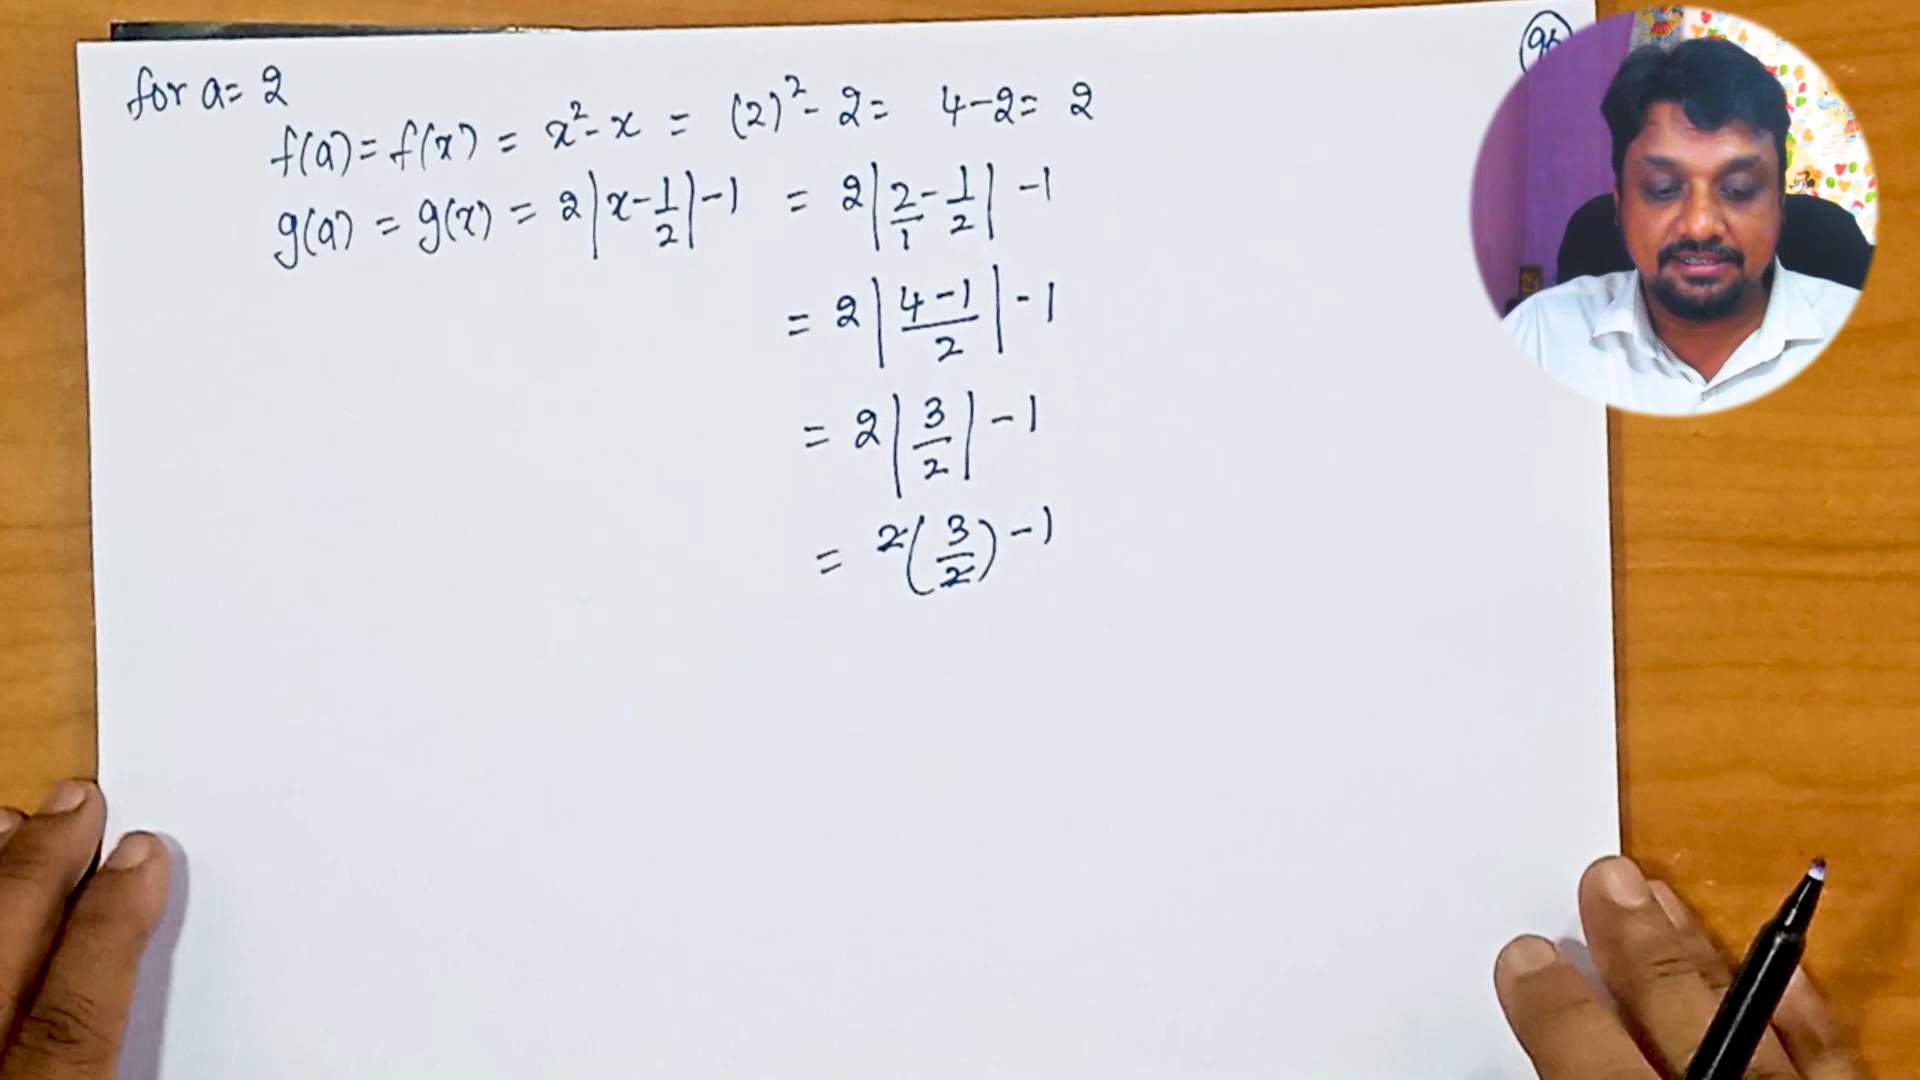 for a= 2
f(a) = f(x) = x² - x = (2)² - 2 = 4-2 = 2
g(a) = g(x) = 2|x - 1/2| - 1 = 2|2/1 - 1/2| - 1
= 2|(4-1)/2| - 1
= 2|3/2| - 1
= 2(3/2) - 1